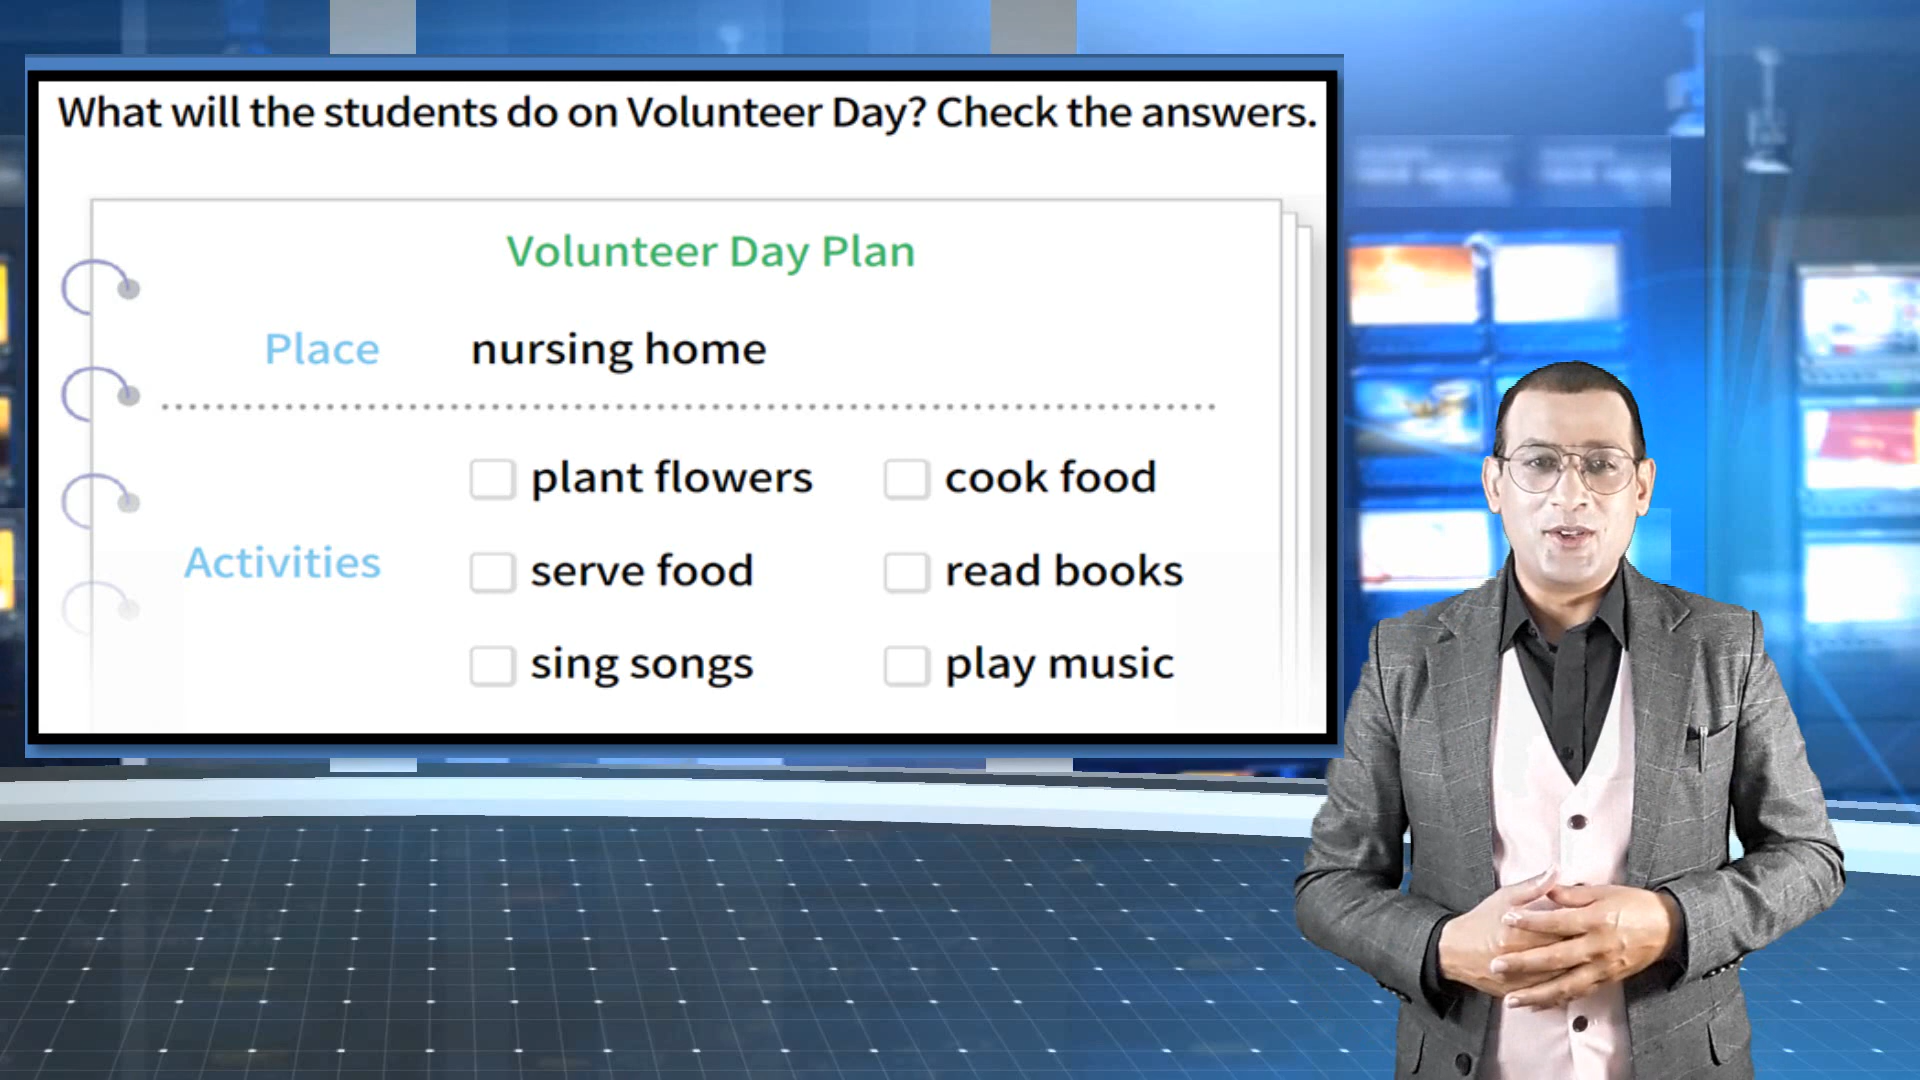 What will the students do on Volunteer Day? Check the answers.
Volunteer Day Plan
Place nursing home
Activities
plant flowers cook food
serve food read books
sing songs play music